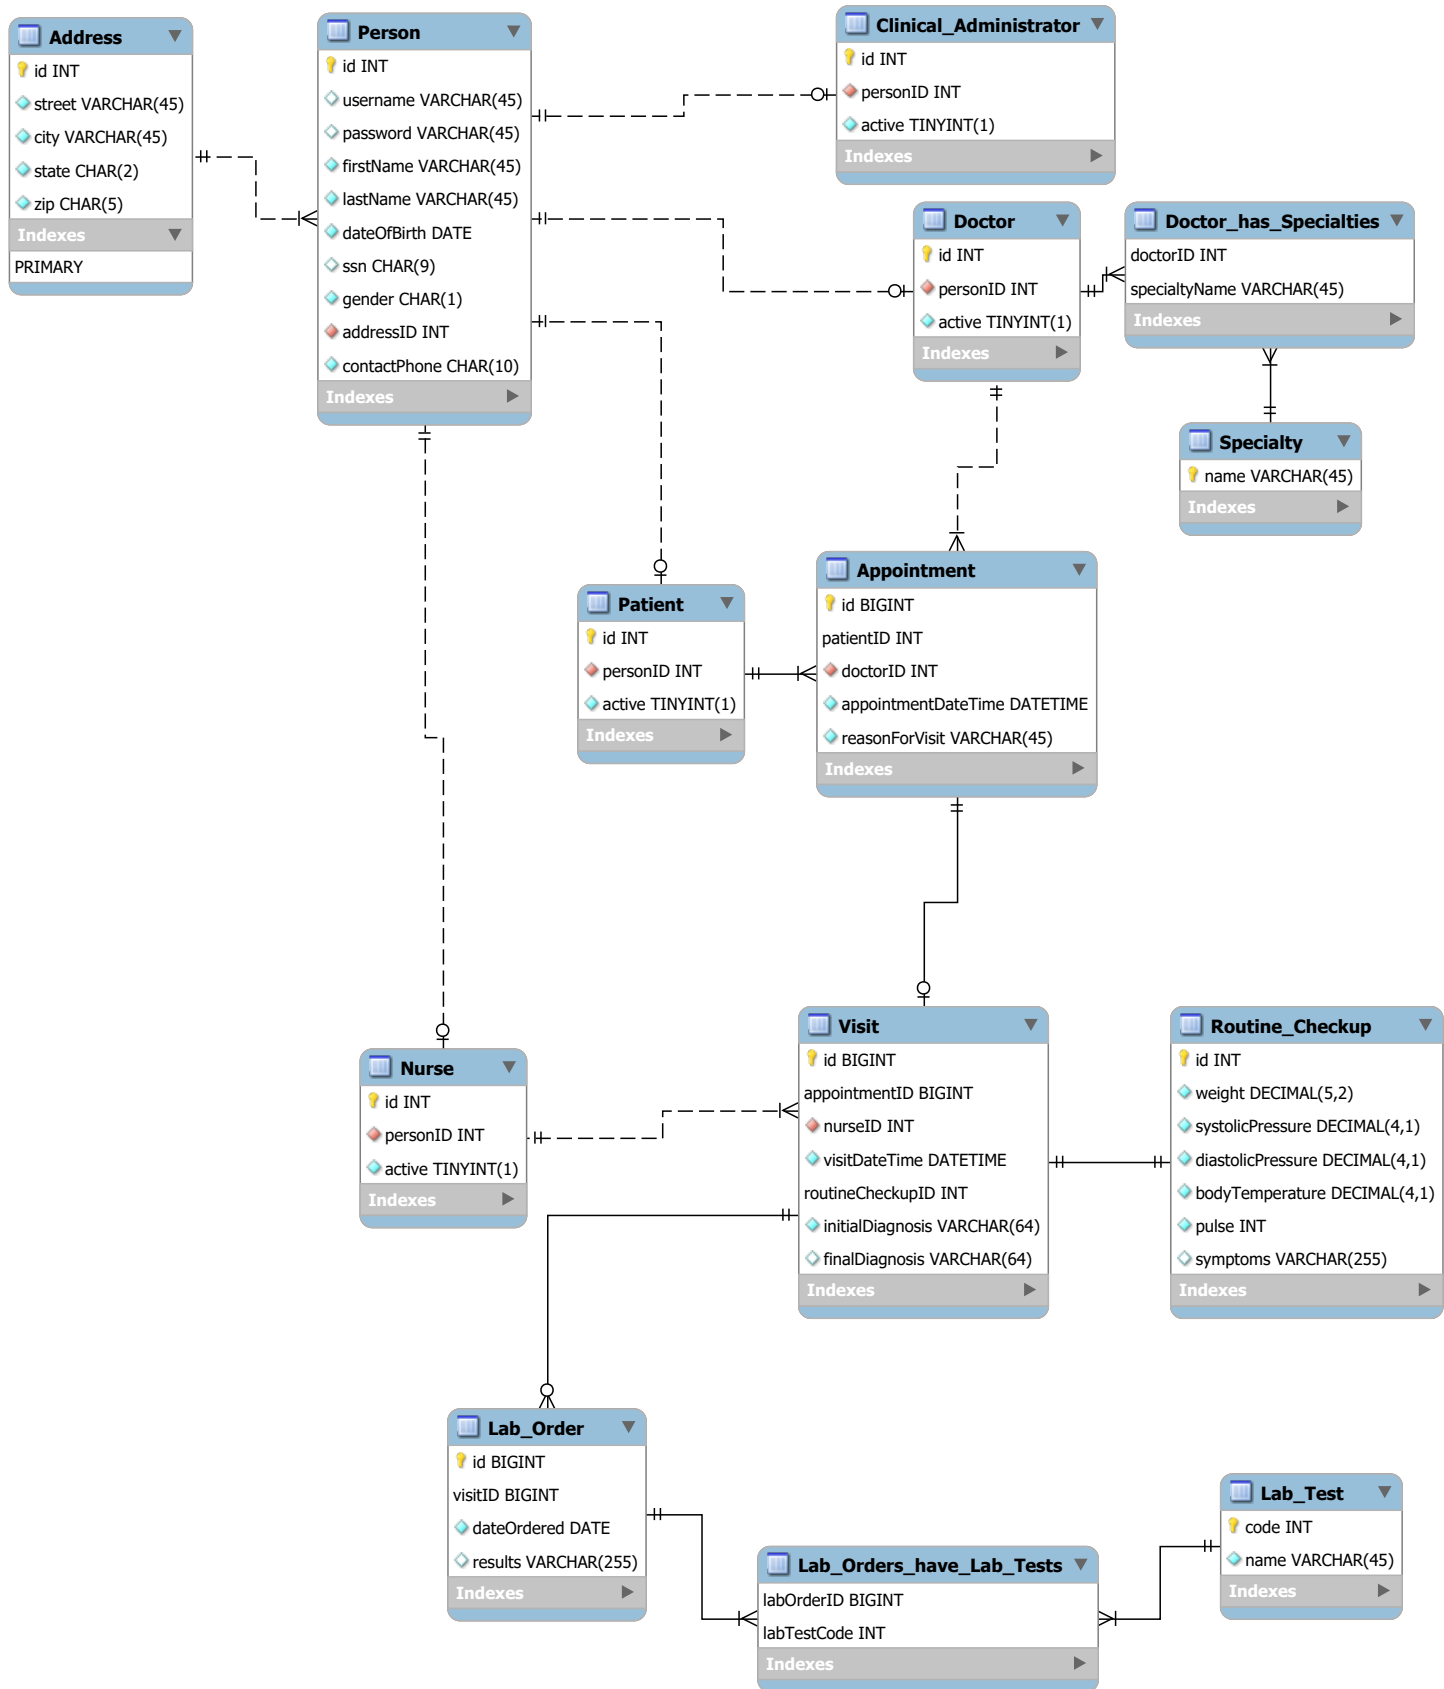 Address
id INT
street VARCHAR(45)
city VARCHAR(45)
state CHAR(2)
zip CHAR(5)
Indexes
PRIMARY
Person
id INT
username VARCHAR(45)
password VARCHAR(45)
firstName VARCHAR(45)
lastName VARCHAR(45)
dateOfBirth DATE
ssn CHAR(9)
gender CHAR(1)
addressID INT
contactPhone CHAR(10)
Indexes
Clinical_Administrator
id INT
personID INT
active TINYINT(1)
Indexes
Doctor
id INT
personID INT
active TINYINT(1)
Indexes
Doctor_has_Specialties
doctorID INT
specialtyName VARCHAR(45)
Indexes
Specialty
name VARCHAR(45)
Indexes
Patient
id INT
personID INT
active TINYINT(1)
Indexes
Appointment
id BIGINT
patientID INT
doctorID INT
appointmentDateTime DATETIME
reasonForVisit VARCHAR(45)
Indexes
Nurse
id INT
personID INT
active TINYINT(1)
Indexes
Visit
id BIGINT
appointmentID BIGINT
nurseID INT
visitDateTime DATETIME
routineCheckupID INT
initialDiagnosis VARCHAR(64)
finalDiagnosis VARCHAR(64)
Indexes
Routine_Checkup
id INT
weight DECIMAL(5,2)
systolicPressure DECIMAL(4,1)
diastolicPressure DECIMAL(4,1)
bodyTemperature DECIMAL(4,1)
pulse INT
symptoms VARCHAR(255)
Indexes
Lab_Order
id BIGINT
visitID BIGINT
dateOrdered DATE
results VARCHAR(255)
Indexes
Lab_Orders_have_Lab_Tests
labOrderID BIGINT
labTestCode INT
Indexes
Lab_Test
code INT
name VARCHAR(45)
Indexes